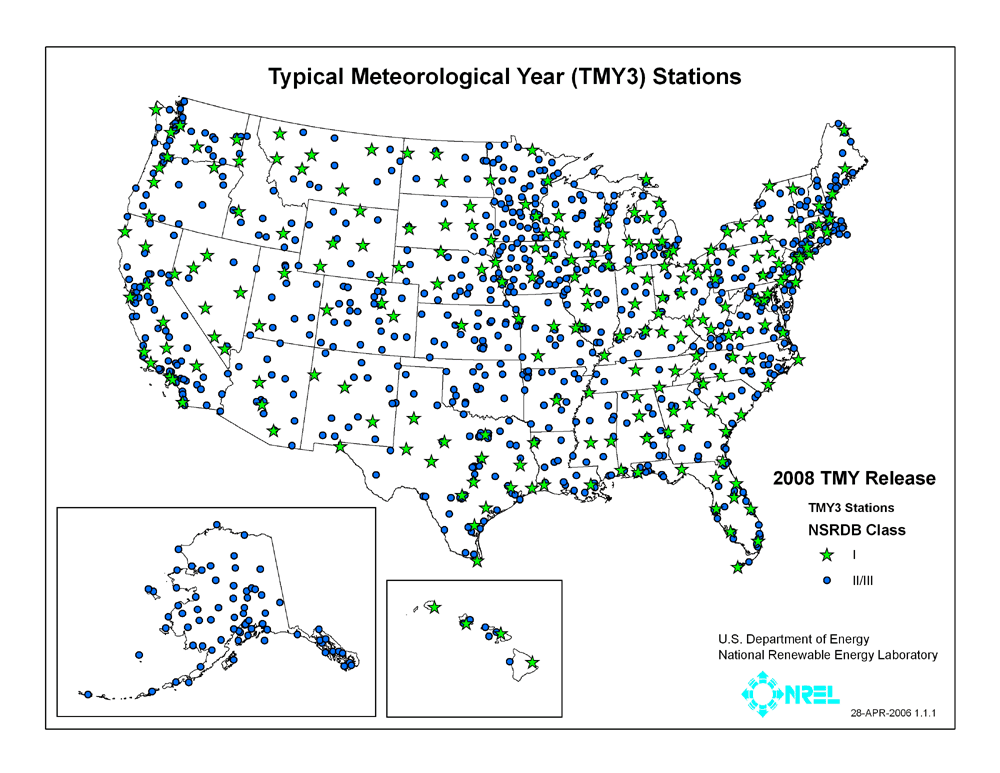 Typical Meteorological Year (TMY3) Stations
2008 TMY Release
TMY3 Stations
NSRDB Class
I
II/III
U.S. Department of Energy
National Renewable Energy Laboratory
NREL
28-APR-2006 1.1.1